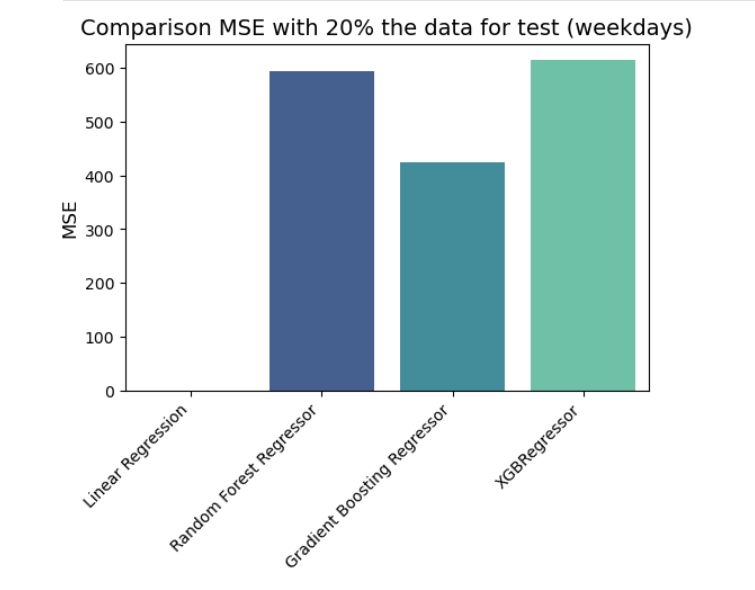 Comparison MSE with 20% the data for test (weekdays)
600
500
400
300
200
100
0
MSE
Linear Regression
Random Forest Regressor
Gradient Boosting Regressor
XGBRegressor